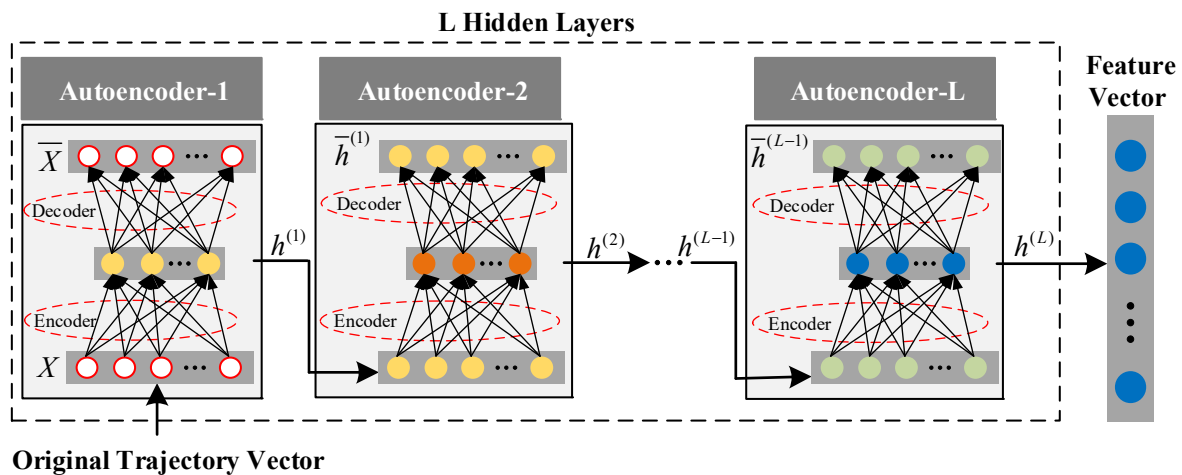 L Hidden Layers
Autoencoder-1
Autoencoder-2
Autoencoder-L
Feature
Vector
X̅
...
h̅⁽¹⁾
...
h̅⁽ᴸ⁻¹⁾
...
Decoder
Decoder
Decoder
...
h⁽¹⁾
...
h⁽²⁾
...
h⁽ᴸ⁻¹⁾
...
h⁽ᴸ⁾
Encoder
Encoder
Encoder
X
...
...
...
Original Trajectory Vector